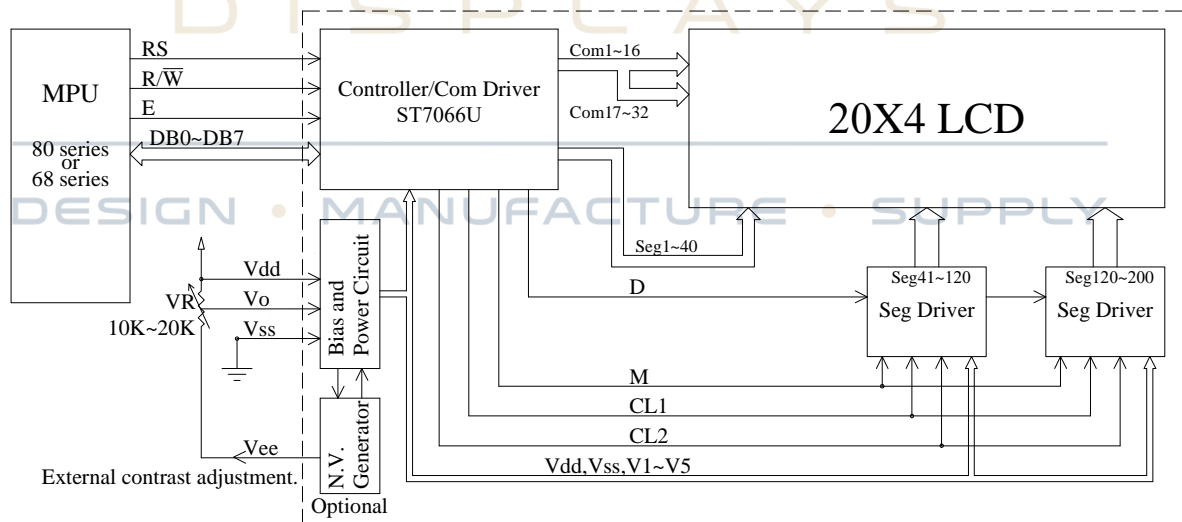 DISPLAYS
MPU
80 series
or
68 series
RS
R/W̅
E
DB0~DB7
Controller/Com Driver
ST7066U
Com1~16
Com17~32
20X4 LCD
DESIGN • MANUFACTURE • SUPPLY
Seg1~40
Vdd
Vo
Vss
VR
10K~20K
Bias and
Power Circuit
D
Seg41~120
Seg Driver
Seg120~200
Seg Driver
M
CL1
CL2
Vdd,Vss,V1~V5
Vee
N.V.
Generator
External contrast adjustment.
Optional